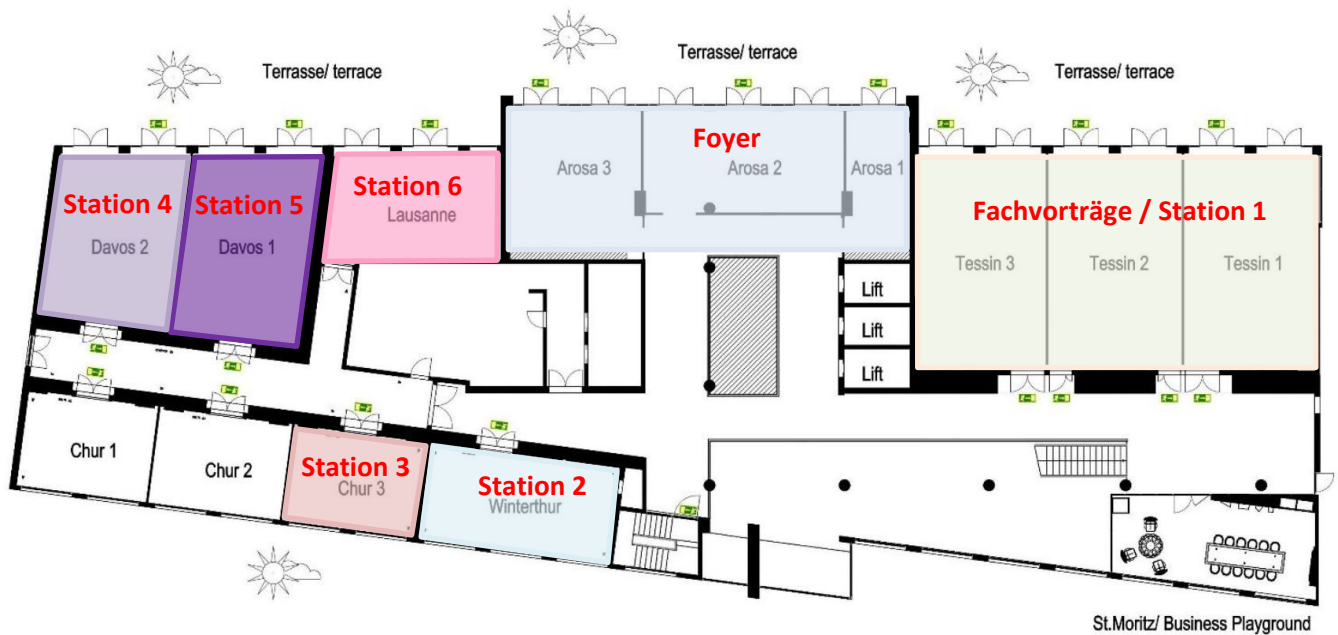 Terrasse/ terrace
Terrasse/ terrace
Terrasse/ terrace
Foyer
Arosa 3
Arosa 2
Arosa 1
Station 4
Davos 2
Station 5
Davos 1
Station 6
Lausanne
Fachvorträge / Station 1
Tessin 3
Tessin 2
Tessin 1
Lift
Lift
Lift
Chur 1
Chur 2
Station 3
Chur 3
Station 2
Winterthur
St.Moritz/ Business Playground